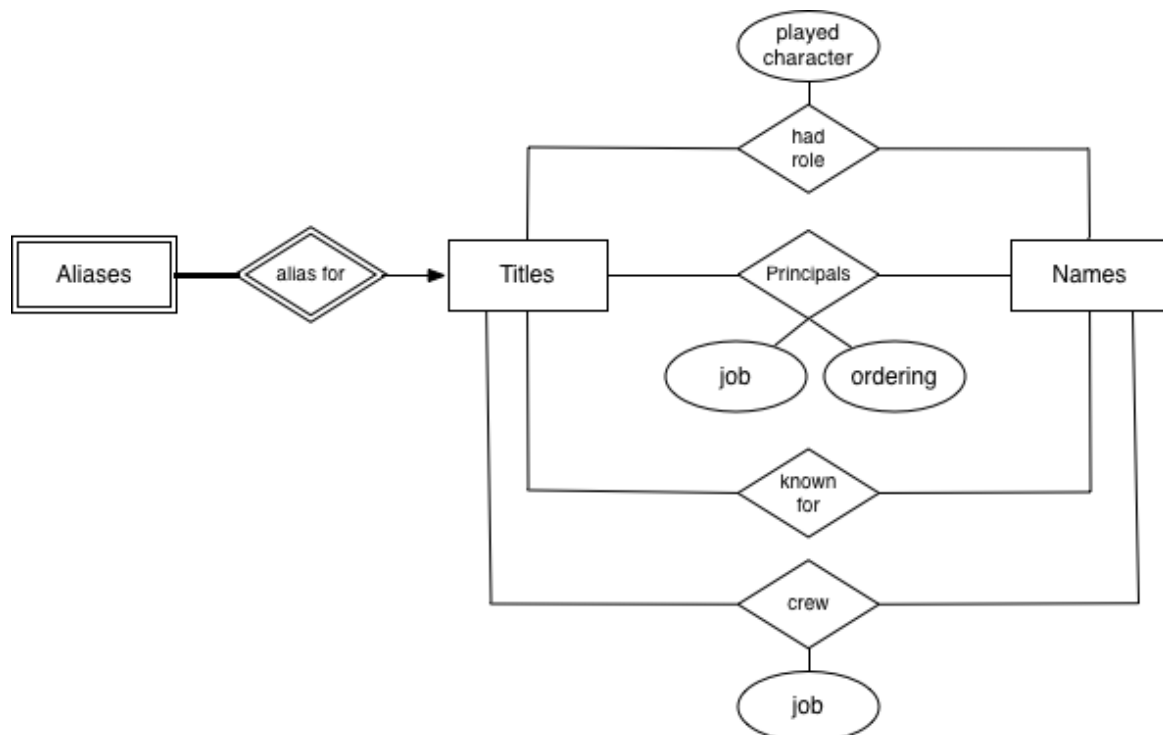 played
character
had
role
Aliases
alias for
Titles
Principals
Names
job
ordering
known
for
crew
job